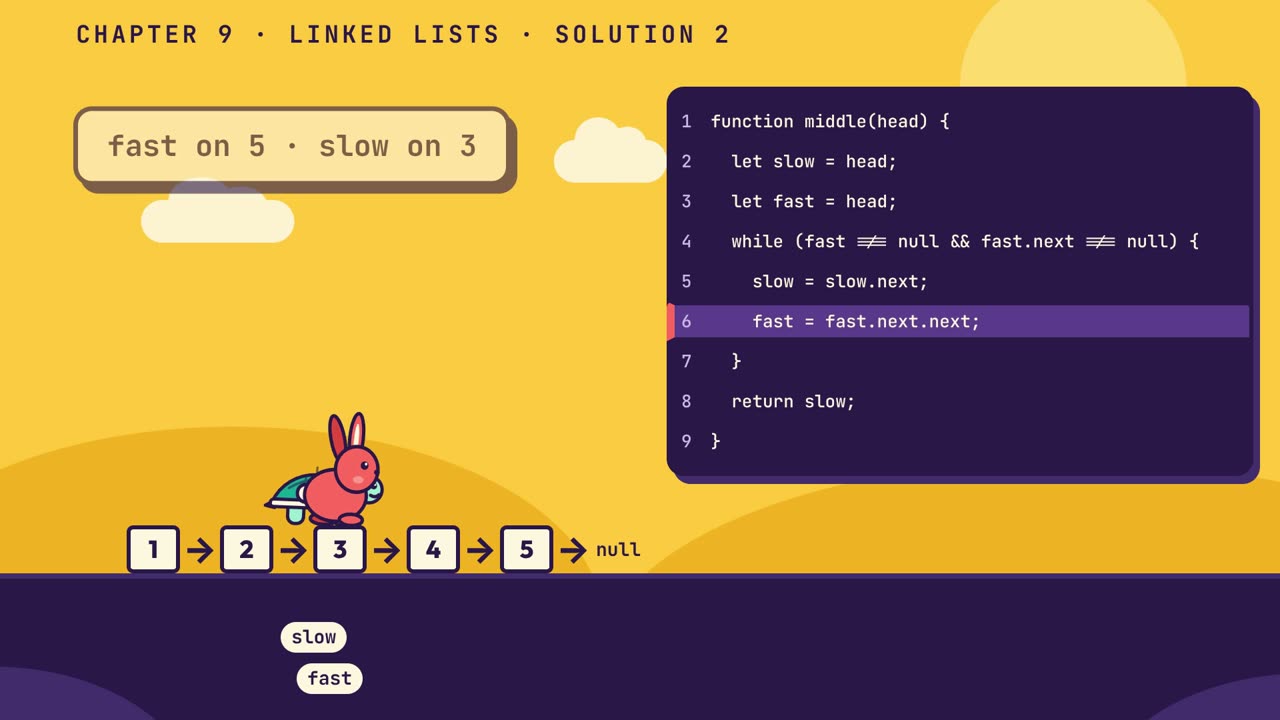 CHAPTER 9 · LINKED LISTS · SOLUTION 2
fast on 5 · slow on 3
1 function middle(head) {
2 let slow = head;
3 let fast = head;
4 while (fast !== null && fast.next !== null) {
5 slow = slow.next;
6 fast = fast.next.next;
7 }
8 return slow;
9 }
1 → 2 → 3 → 4 → 5 → null
slow
fast